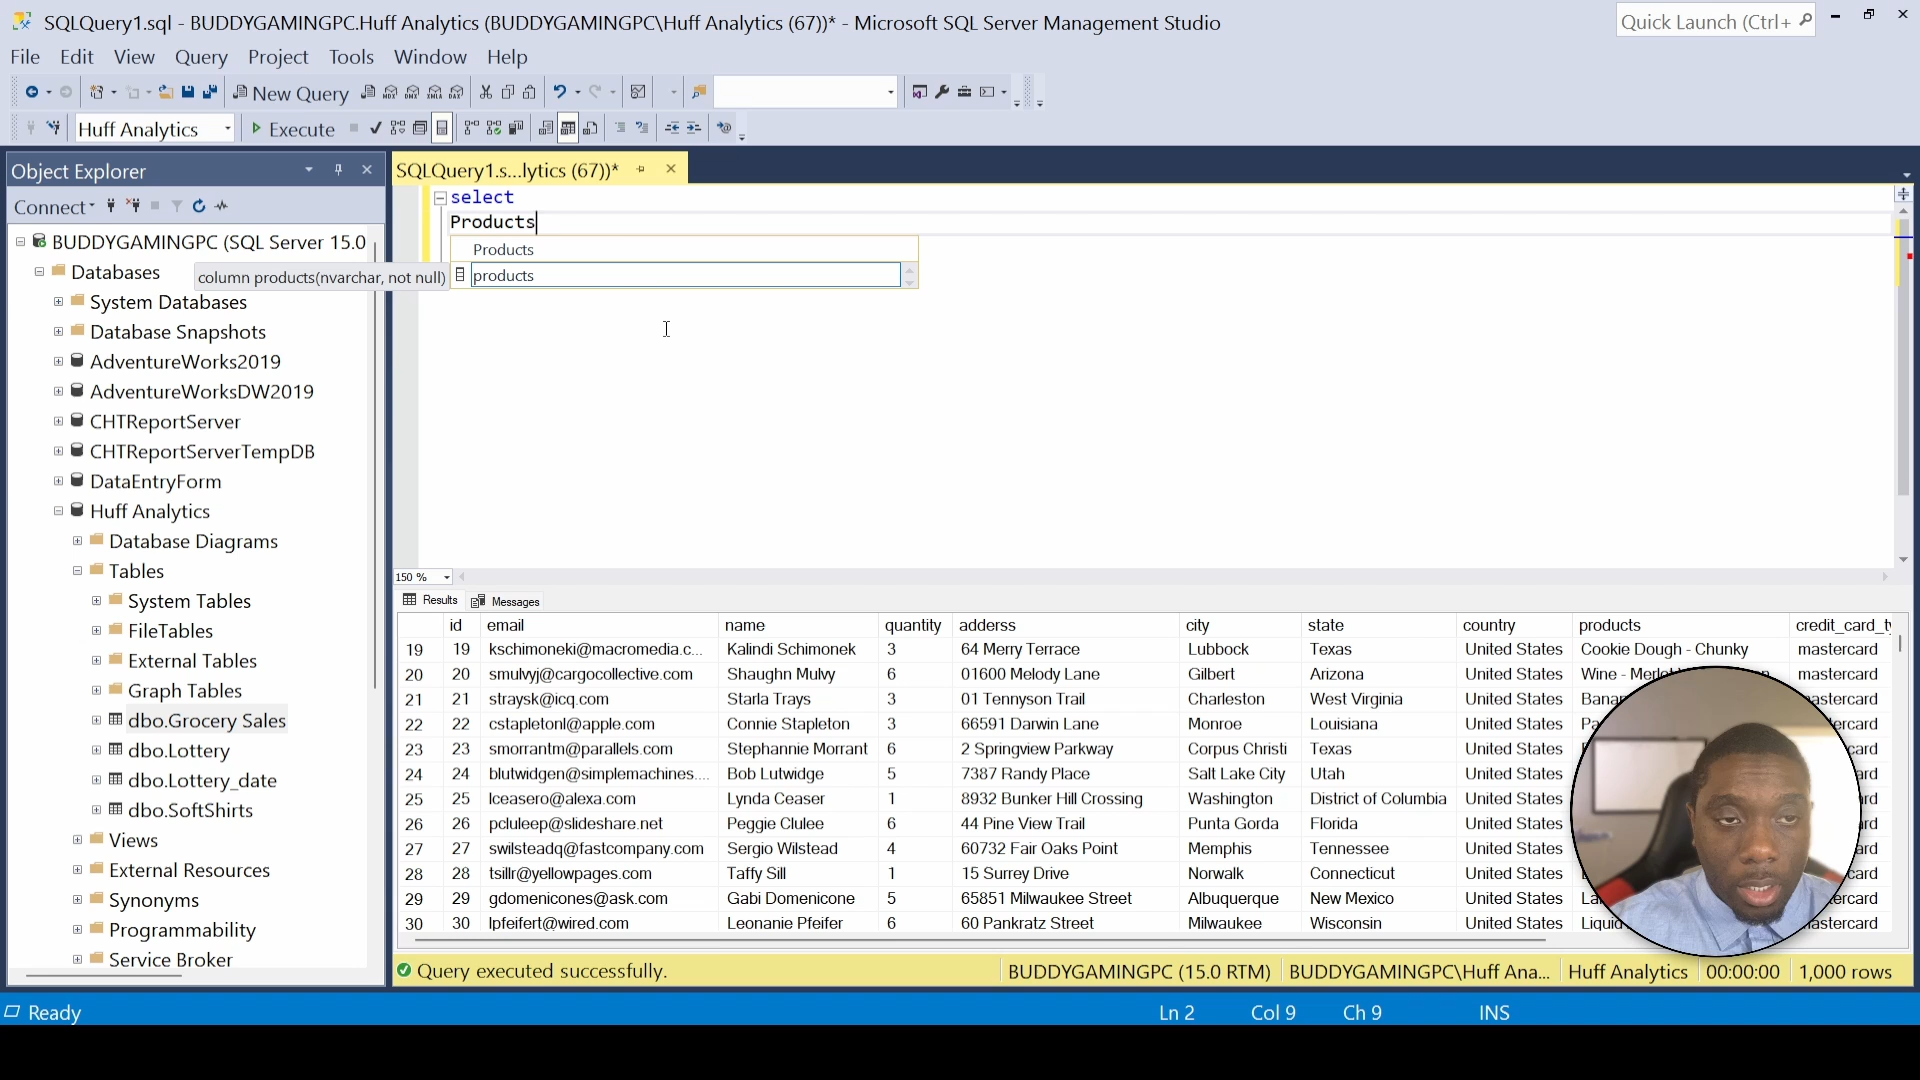 SQLQuery1.sql - BUDDYGAMINGPC.Huff Analytics (BUDDYGAMINGPC\Huff Analytics (67))* - Microsoft SQL Server Management Studio
Quick Launch (Ctrl+
File Edit View Query Project Tools Window Help
New Query
Huff Analytics Execute
Object Explorer
SQLQuery1.s...lytics (67))*
Connect
BUDDYGAMINGPC (SQL Server 15.0
Databases
System Databases
Database Snapshots
AdventureWorks2019
AdventureWorksDW2019
CHTReportServer
CHTReportServerTempDB
DataEntryForm
Huff Analytics
Database Diagrams
Tables
System Tables
FileTables
External Tables
Graph Tables
dbo.Grocery Sales
dbo.Lottery
dbo.Lottery_date
dbo.SoftShirts
Views
External Resources
Synonyms
Programmability
Service Broker
select
Products
Products
products
column products(nvarchar, not null)
150 %
Results Messages
id email name quantity adderss city state country products credit_card_ty
19 19 kschimoneki@macromedia.c... Kalindi Schimonek 3 64 Merry Terrace Lubbock Texas United States Cookie Dough - Chunky mastercard
20 20 smulvyj@cargocollective.com Shaughn Mulvy 6 01600 Melody Lane Gilbert Arizona United States Wine - mastercard
21 21 straysk@icq.com Starla Trays 3 01 Tennyson Trail Charleston West Virginia United States
22 22 cstapletonl@apple.com Connie Stapleton 3 66591 Darwin Lane Monroe Louisiana United States
23 23 smorrantm@parallels.com Stephannie Morrant 6 2 Springview Parkway Corpus Christi Texas United States
24 24 blutwidgen@simplemachines.... Bob Lutwidge 5 7387 Randy Place Salt Lake City Utah United States
25 25 lceasero@alexa.com Lynda Ceaser 1 8932 Bunker Hill Crossing Washington District of Columbia United States
26 26 pcluleep@slideshare.net Peggie Clulee 6 44 Pine View Trail Punta Gorda Florida United States
27 27 swilsteadq@fastcompany.com Sergio Wilstead 4 60732 Fair Oaks Point Memphis Tennessee United States
28 28 tsillr@yellowpages.com Taffy Sill 1 15 Surrey Drive Norwalk Connecticut United States
29 29 gdomenicones@ask.com Gabi Domenicone 5 65851 Milwaukee Street Albuquerque New Mexico United States
30 30 lpfeifert@wired.com Leonanie Pfeifer 6 60 Pankratz Street Milwaukee Wisconsin United States
Query executed successfully. BUDDYGAMINGPC (15.0 RTM) BUDDYGAMINGPC\Huff Ana... Huff Analytics 00:00:00 1,000 rows
Ready Ln 2 Col 9 Ch 9 INS